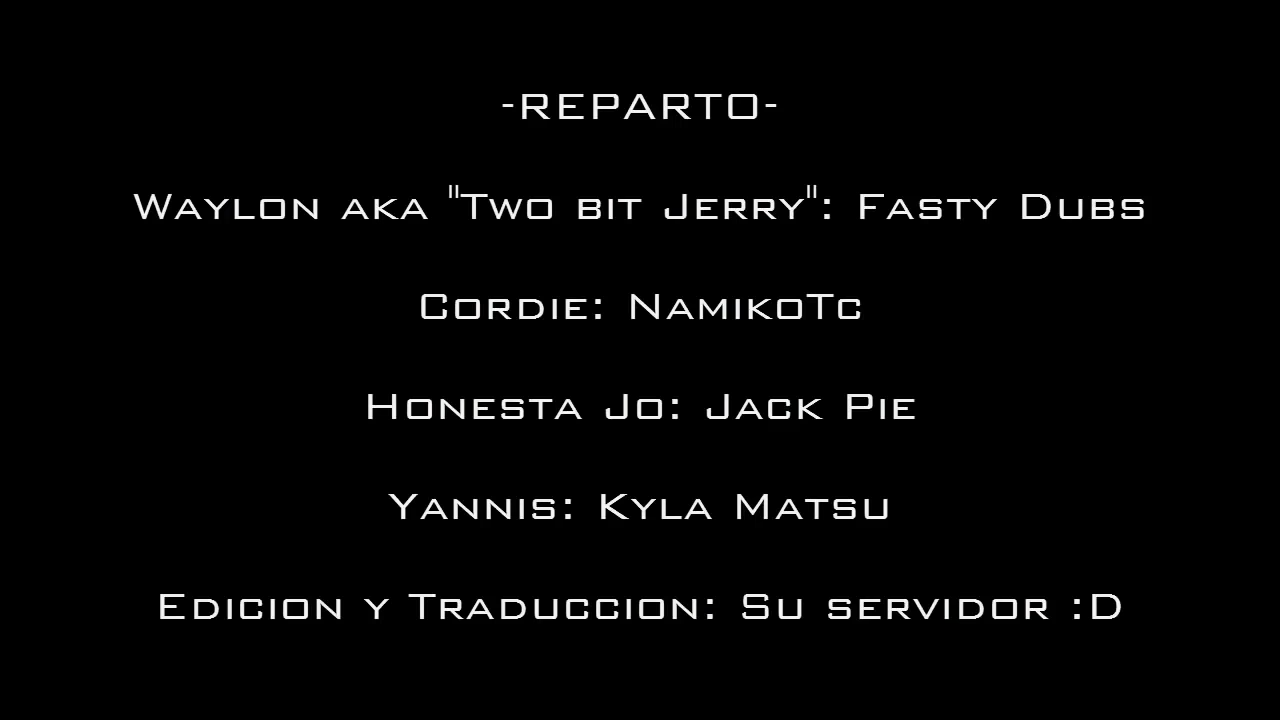 -REPARTO-
Waylon aka "Two bit Jerry": Fasty Dubs
Cordie: NamikoTc
Honesta Jo: Jack Pie
Yannis: Kyla Matsu
Edicion y Traduccion: Su servidor :D